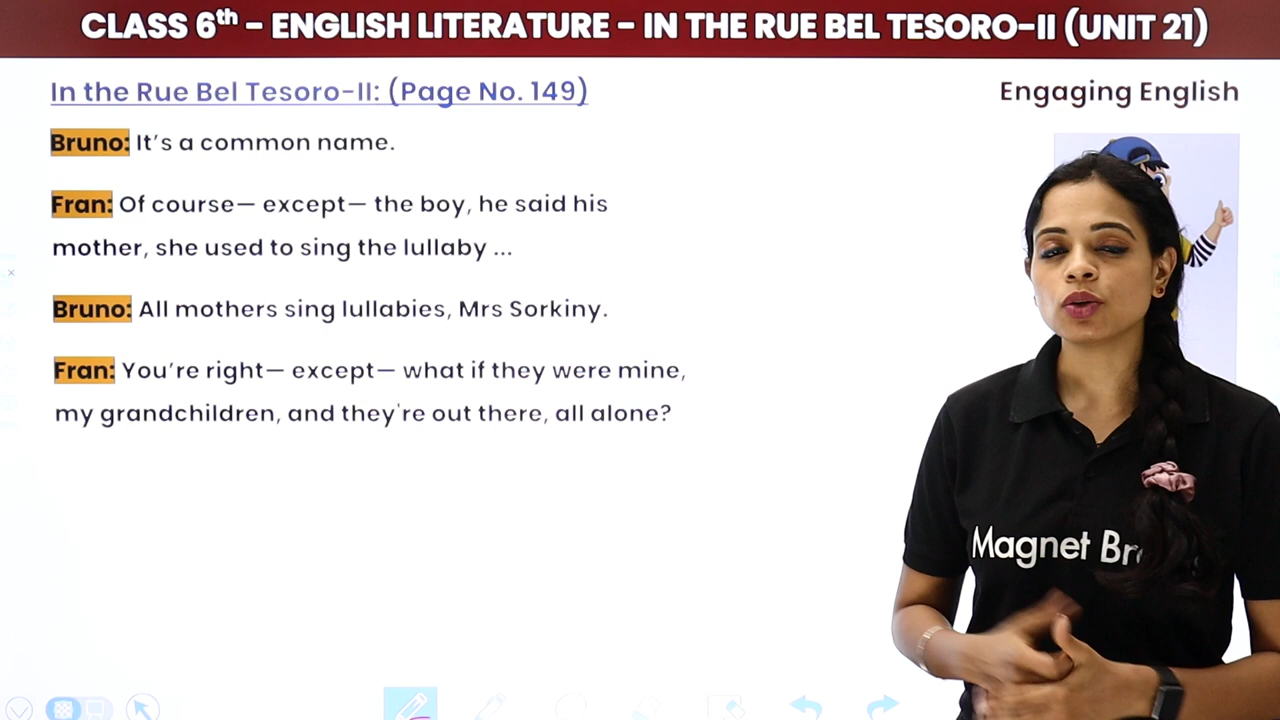 CLASS 6th – ENGLISH LITERATURE – IN THE RUE BEL TESORO-II (UNIT 21)
In the Rue Bel Tesoro-II: (Page No. 149)
Engaging English
Bruno: It’s a common name.
Fran: Of course— except— the boy, he said his
mother, she used to sing the lullaby ...
Bruno: All mothers sing lullabies, Mrs Sorkiny.
Fran: You’re right— except— what if they were mine,
my grandchildren, and they're out there, all alone?
Magnet